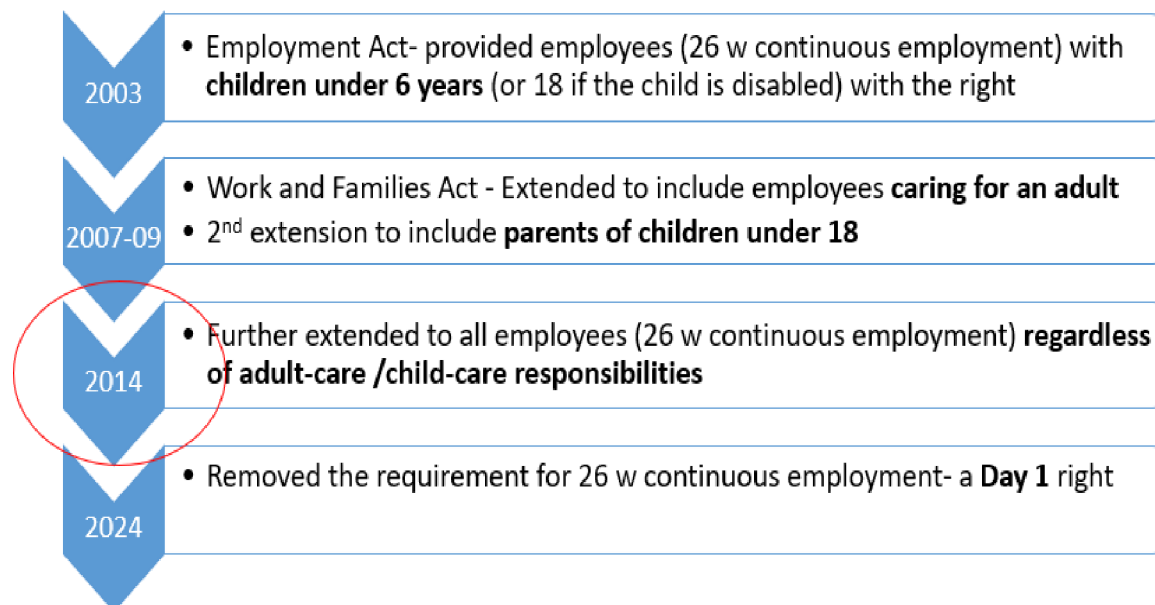 2003
• Employment Act- provided employees (26 w continuous employment) with
children under 6 years (or 18 if the child is disabled) with the right
2007-09
• Work and Families Act - Extended to include employees caring for an adult
• 2nd extension to include parents of children under 18
2014
• Further extended to all employees (26 w continuous employment) regardless
of adult-care /child-care responsibilities
2024
• Removed the requirement for 26 w continuous employment- a Day 1 right